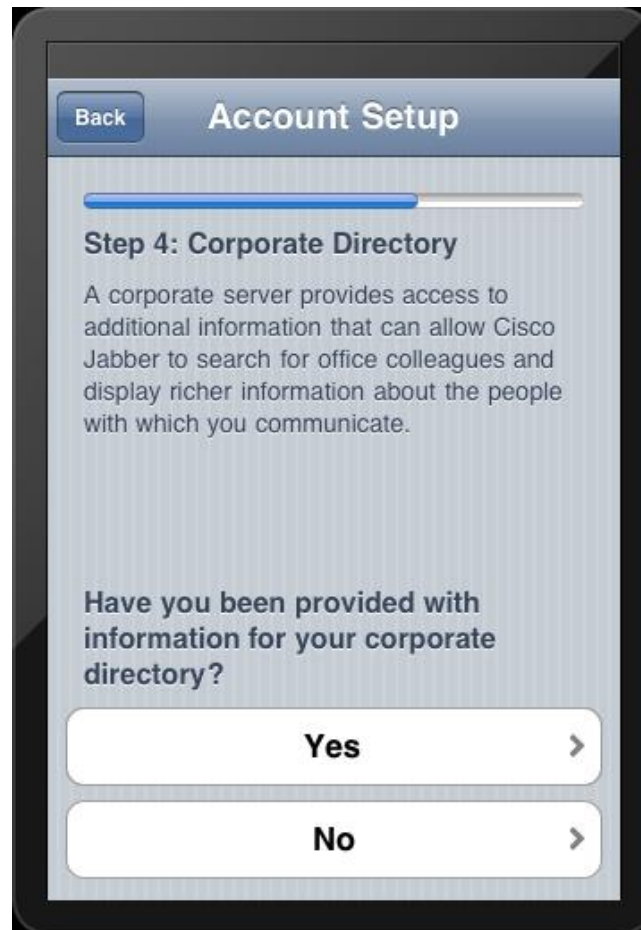 Back
Account Setup
Step 4: Corporate Directory
A corporate server provides access to
additional information that can allow Cisco
Jabber to search for office colleagues and
display richer information about the people
with which you communicate.
Have you been provided with
information for your corporate
directory?
Yes
No